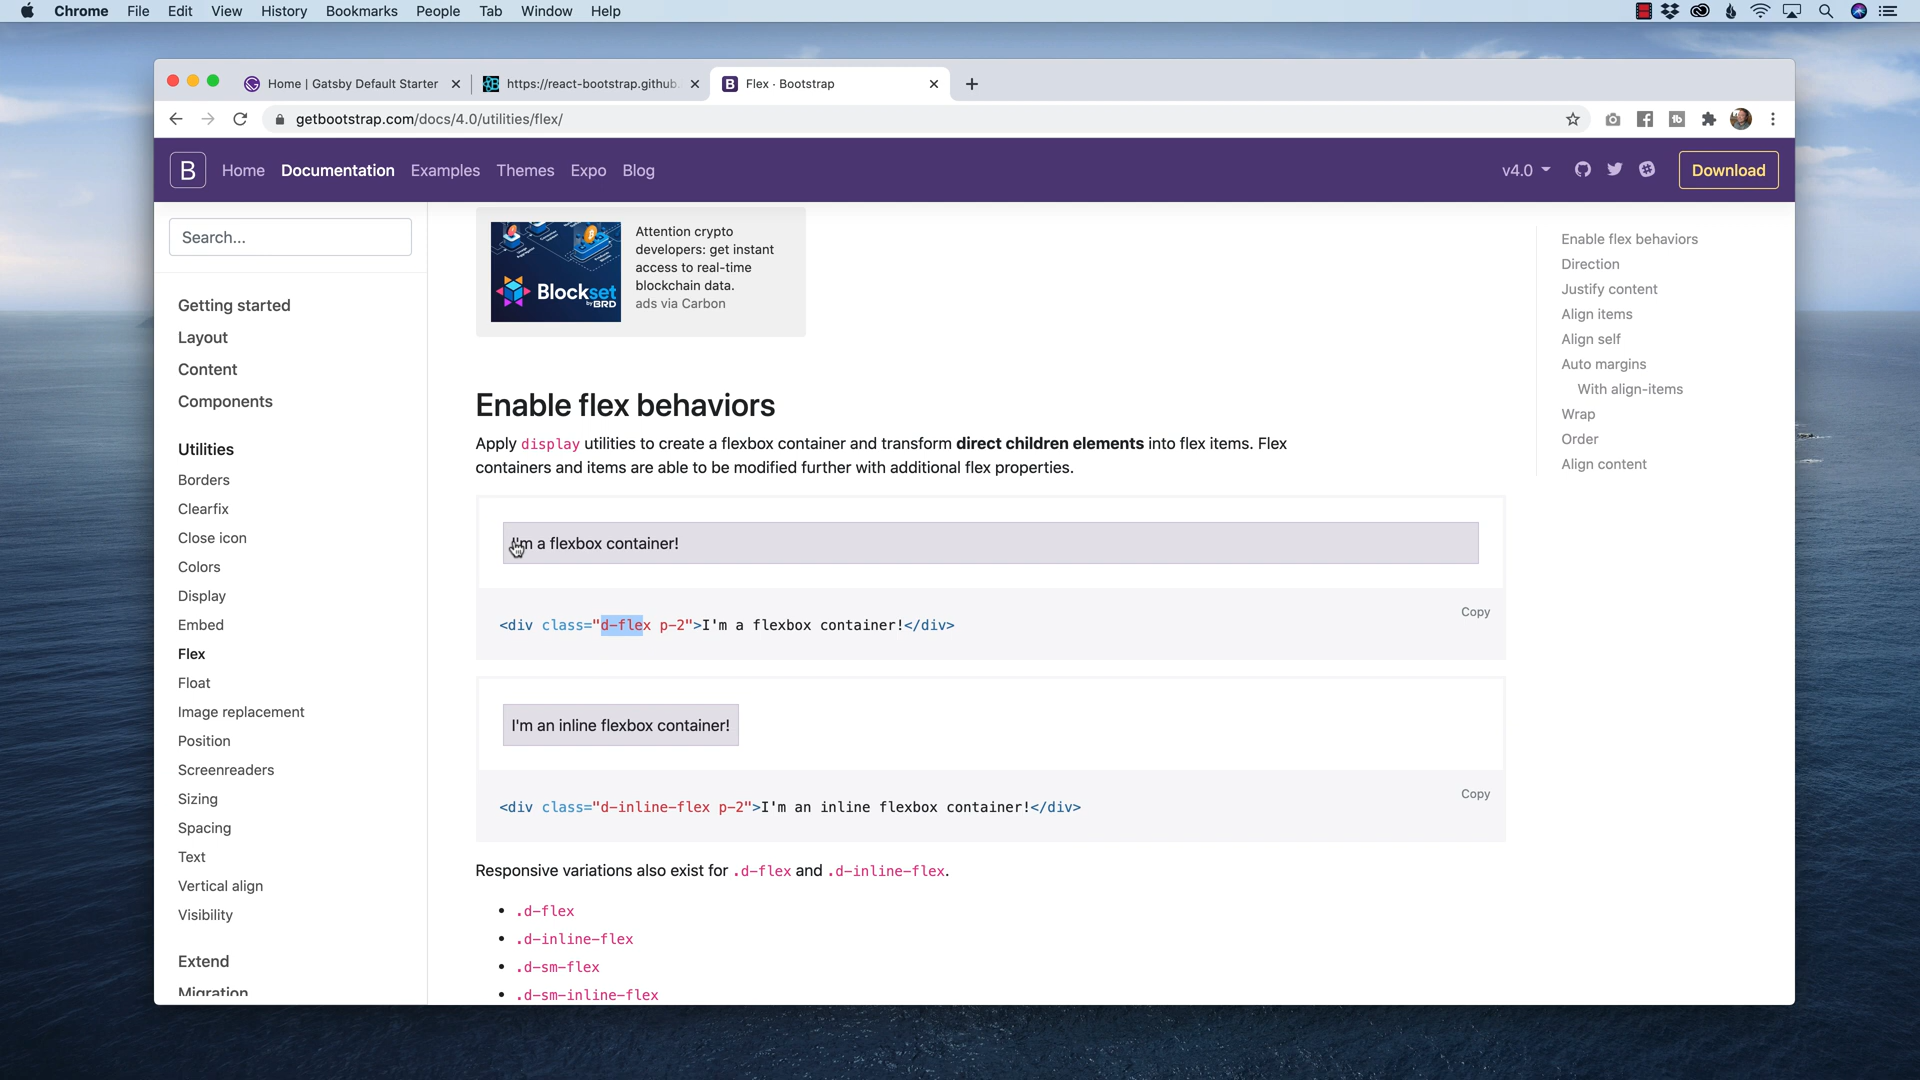 Chrome File Edit View History Bookmarks People Tab Window Help
Home | Gatsby Default Starter
https://react-bootstrap.github.
B Flex · Bootstrap
getbootstrap.com/docs/4.0/utilities/flex/
B Home Documentation Examples Themes Expo Blog
v4.0
Download
Search...
Getting started
Layout
Content
Components
Utilities
Borders
Clearfix
Close icon
Colors
Display
Embed
Flex
Float
Image replacement
Position
Screenreaders
Sizing
Spacing
Text
Vertical align
Visibility
Extend
Migration
Blockset
by BRD
Attention crypto
developers: get instant
access to real-time
blockchain data.
ads via Carbon
Enable flex behaviors
Apply display utilities to create a flexbox container and transform direct children elements into flex items. Flex
containers and items are able to be modified further with additional flex properties.
I'm a flexbox container!
Copy
<div class="d-flex p-2">I'm a flexbox container!</div>
I'm an inline flexbox container!
Copy
<div class="d-inline-flex p-2">I'm an inline flexbox container!</div>
Responsive variations also exist for .d-flex and .d-inline-flex.
• .d-flex
• .d-inline-flex
• .d-sm-flex
• .d-sm-inline-flex
Enable flex behaviors
Direction
Justify content
Align items
Align self
Auto margins
With align-items
Wrap
Order
Align content